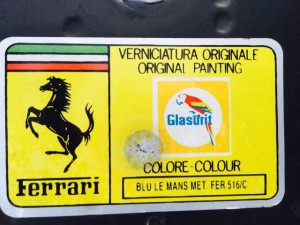 VERNICIATURA ORIGINALE
ORIGINAL PAINTING
Glasurit
COLORE-COLOUR
Ferrari
BLU LE MANS MET FER 516/C